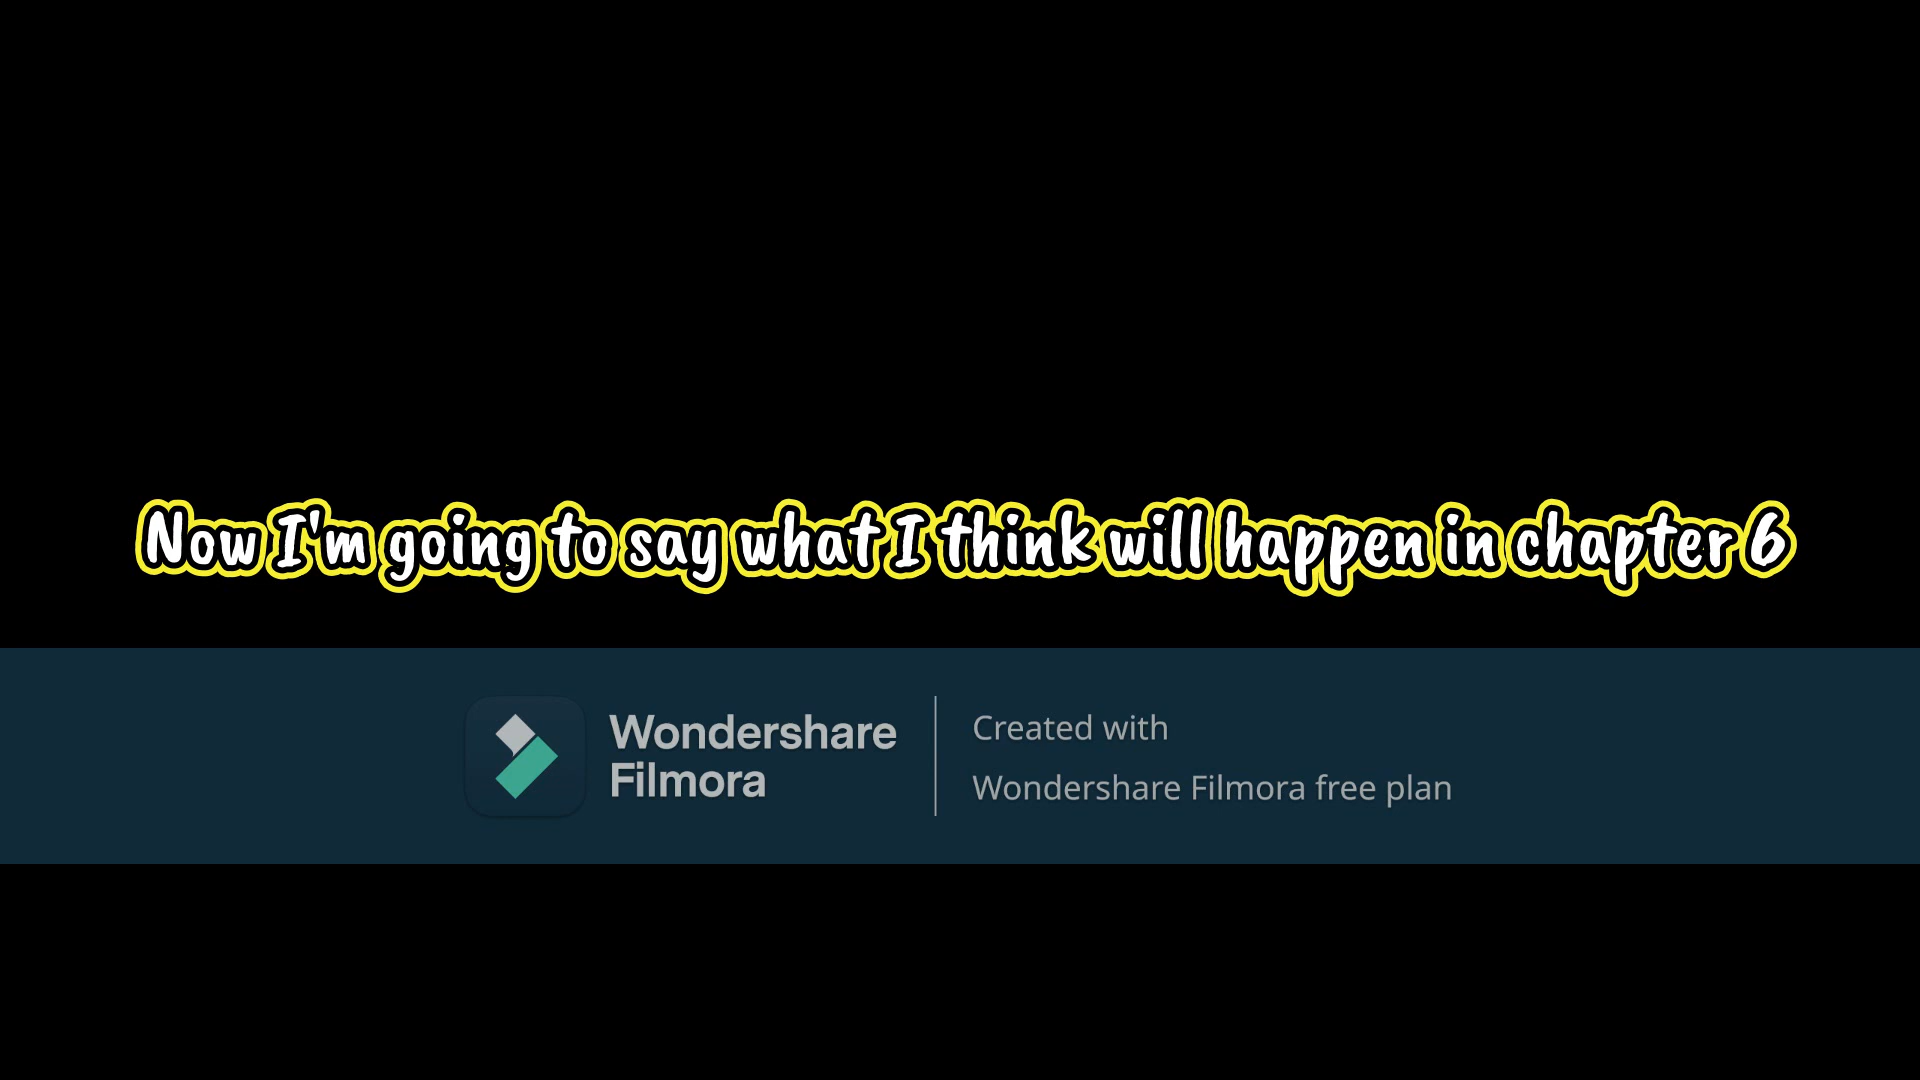 Now I'm going to say what I think will happen in chapter 6
Wondershare
Filmora
Created with
Wondershare Filmora free plan